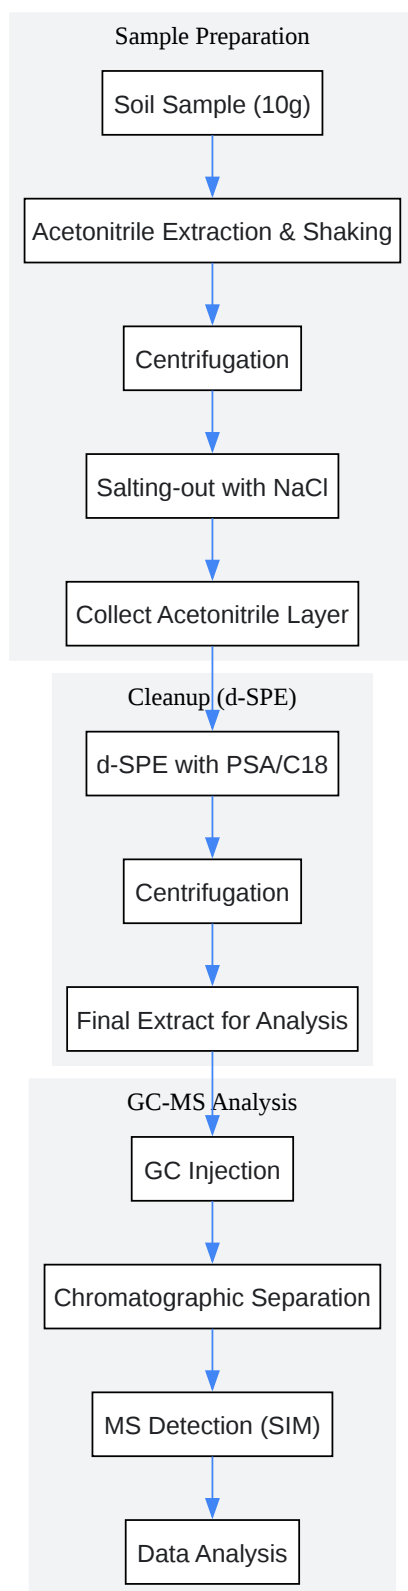 Sample Preparation
Soil Sample (10g)
Acetonitrile Extraction & Shaking
Centrifugation
Salting-out with NaCl
Collect Acetonitrile Layer
Cleanup (d-SPE)
d-SPE with PSA/C18
Centrifugation
Final Extract for Analysis
GC-MS Analysis
GC Injection
Chromatographic Separation
MS Detection (SIM)
Data Analysis